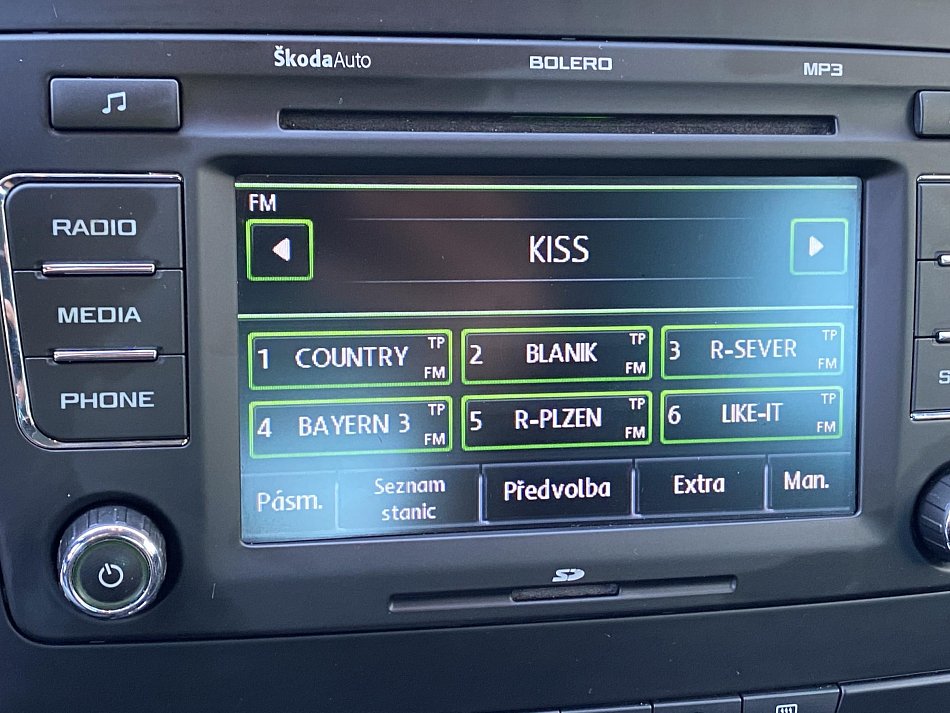 ŠkodaAuto BOLERO MP3
FM
KISS
RADIO
MEDIA
PHONE
1 COUNTRY TP FM
2 BLANIK TP FM
3 R-SEVER TP FM
4 BAYERN 3 TP FM
5 R-PLZEN TP FM
6 LIKE-IT TP FM
Pásm.
Seznam
stanic
Předvolba
Extra
Man.
SD